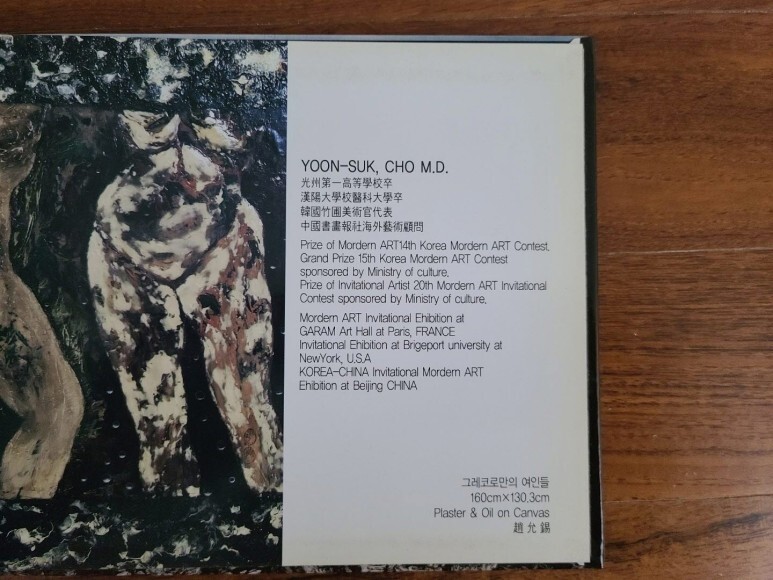 YOON-SUK, CHO M.D.
光州第一高等學校卒
漢陽大學校醫科大學卒
韓國竹圃美術官代表
中國書畫報社海外藝術顧問
Prize of Mordern ART14th Korea Mordern ART Contest.
Grand Prize 15th Korea Mordern ART Contest
sponsored by Ministry of culture.
Prize of Invitational Artist 20th Mordern ART Invitational
Contest sponsored by Ministry of culture.
Mordern ART Invitational Ehibition at
GARAM Art Hall at Paris, FRANCE
Invitational Ehibition at Brigeport university at
NewYork, U.S.A
KOREA-CHINA Invitational Mordern ART
Ehibition at Beijing CHINA
그레코로만의 여인들
160cm×130.3cm
Plaster & Oil on Canvas
趙允錫